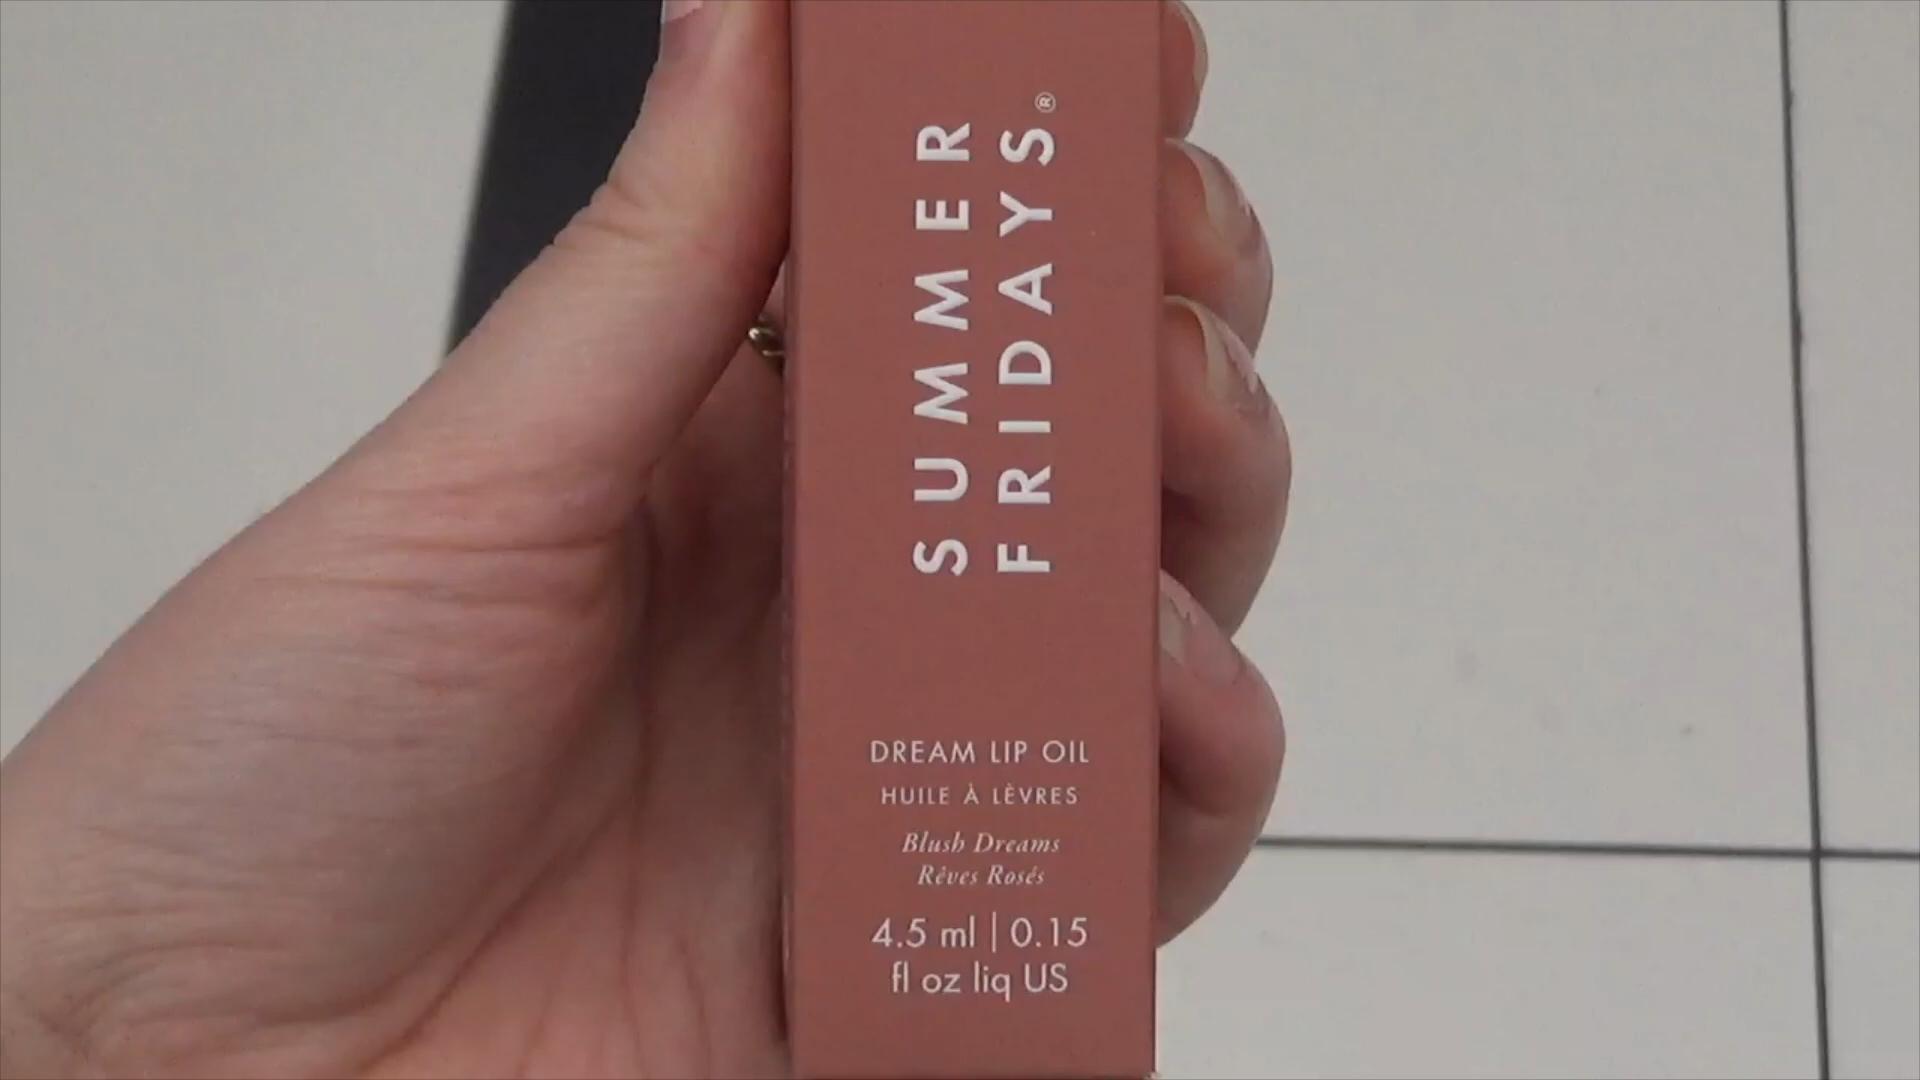 SUMMER
FRIDAYS®
DREAM LIP OIL
HUILE À LÈVRES
Blush Dreams
Rêves Rosés
4.5 ml | 0.15
fl oz liq US